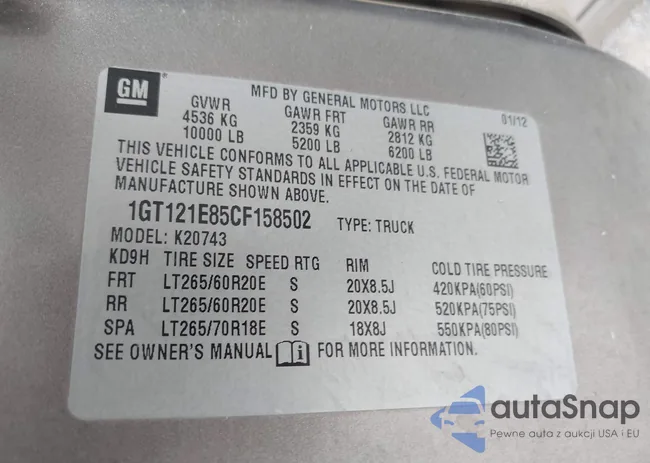 GM
MFD BY GENERAL MOTORS LLC
GVWR GAWR FRT GAWR RR 01/12
4536 KG 2359 KG 2812 KG
10000 LB 5200 LB 6200 LB
THIS VEHICLE CONFORMS TO ALL APPLICABLE U.S. FEDERAL MOTOR
VEHICLE SAFETY STANDARDS IN EFFECT ON THE DATE OF
MANUFACTURE SHOWN ABOVE.
1GT121E85CF158502 TYPE: TRUCK
MODEL: K20743
KD9H TIRE SIZE SPEED RTG RIM COLD TIRE PRESSURE
FRT LT265/60R20E S 20X8.5J 420KPA(60PSI)
RR LT265/60R20E S 20X8.5J 520KPA(75PSI)
SPA LT265/70R18E S 18X8J 550KPA(80PSI)
SEE OWNER'S MANUAL i FOR MORE INFORMATION.
autaSnap
Pewne auta z aukcji USA i EU